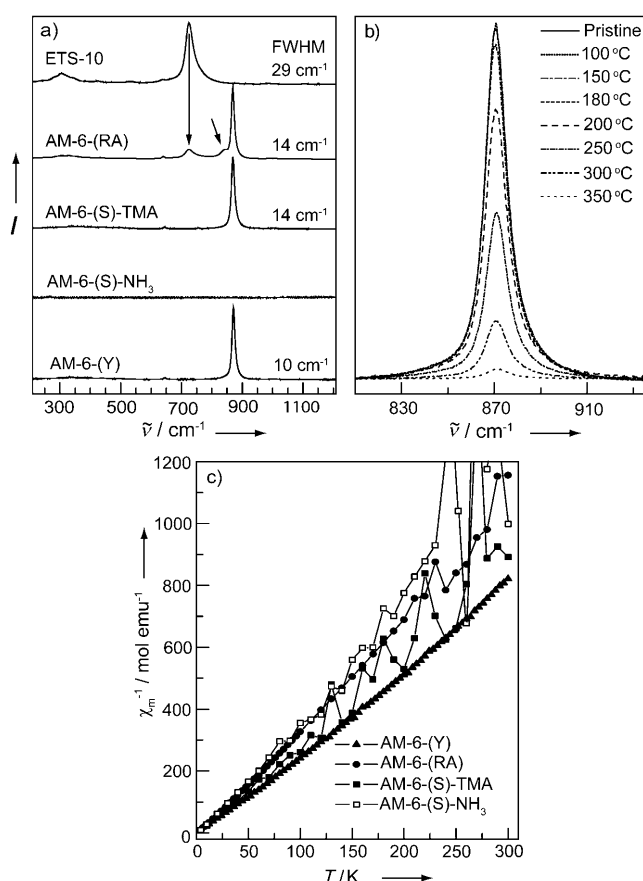 a)
ETS-10
FWHM
29 cm⁻¹
AM-6-(RA)
14 cm⁻¹
AM-6-(S)-TMA
14 cm⁻¹
AM-6-(S)-NH₃
AM-6-(Y)
10 cm⁻¹
I
300 500 700 900 1100
ν̃ / cm⁻¹
b)
Pristine
100 °C
150 °C
180 °C
200 °C
250 °C
300 °C
350 °C
830 870 910
ν̃ / cm⁻¹
c)
1200
1000
800
600
400
200
0
χₘ⁻¹ / mol emu⁻¹
AM-6-(Y)
AM-6-(RA)
AM-6-(S)-TMA
AM-6-(S)-NH₃
0 50 100 150 200 250 300
T / K